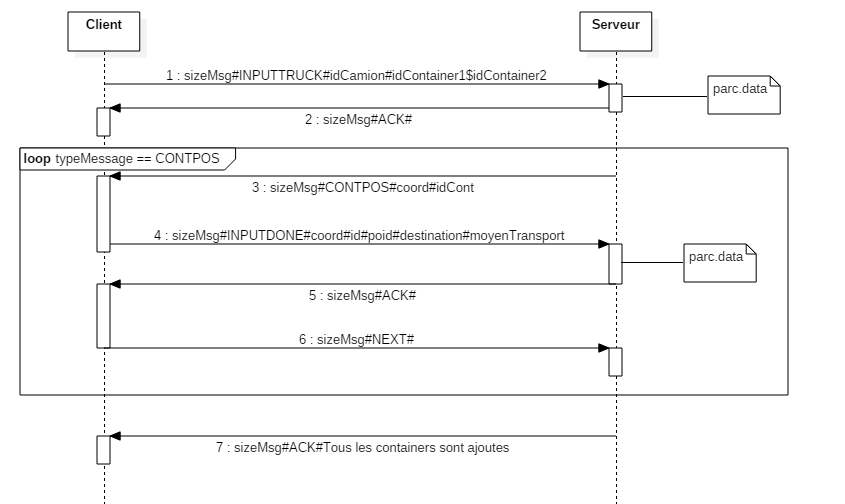 Client
Serveur
1 : sizeMsg#INPUTTRUCK#idCamion#idContainer1$idContainer2
parc.data
2 : sizeMsg#ACK#
loop typeMessage == CONTPOS
3 : sizeMsg#CONTPOS#coord#idCont
4 : sizeMsg#INPUTDONE#coord#id#poid#destination#moyenTransport
parc.data
5 : sizeMsg#ACK#
6 : sizeMsg#NEXT#
7 : sizeMsg#ACK#Tous les containers sont ajoutes